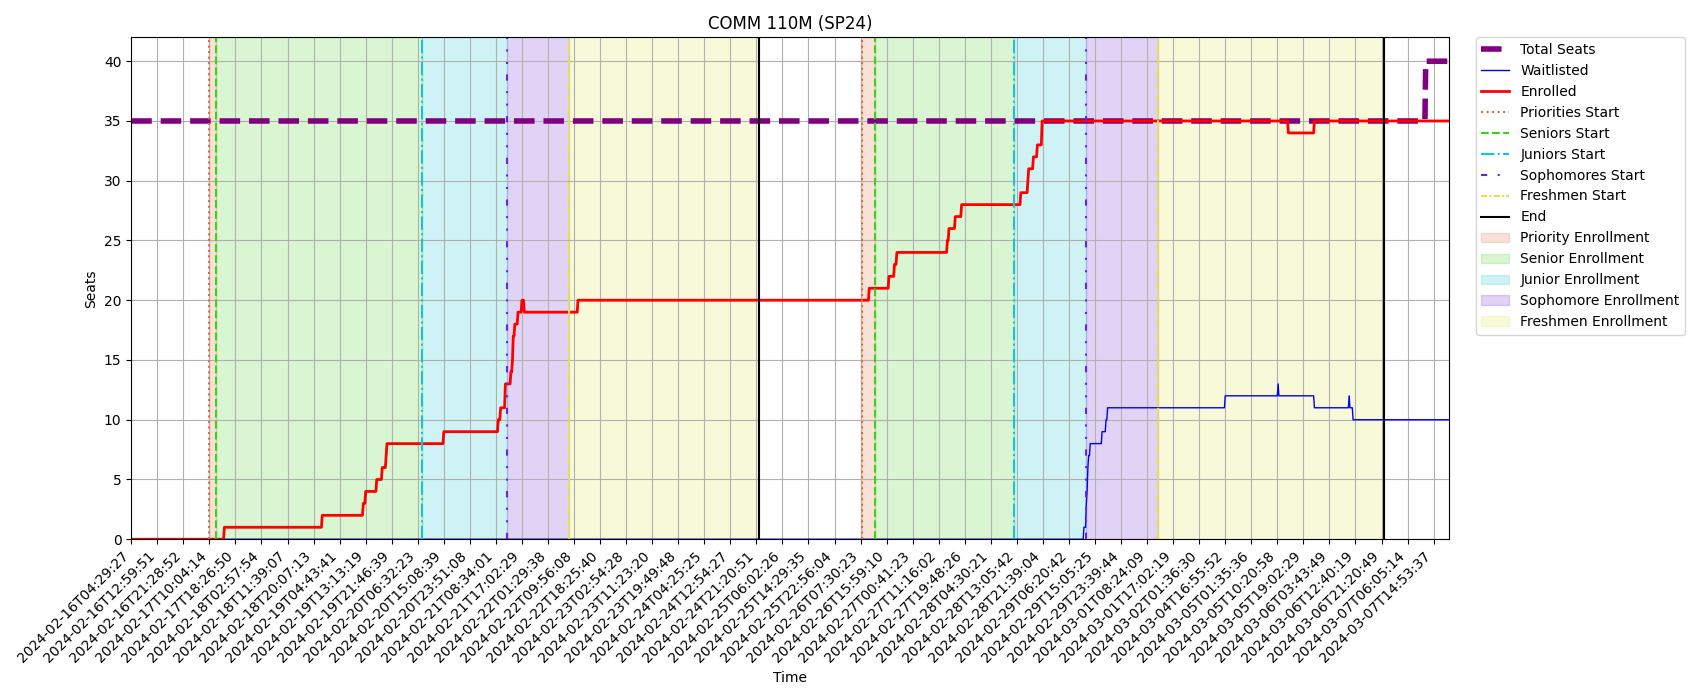 COMM 110M (SP24)
Seats
40
35
30
25
20
15
10
5
0
2024-02-16T04:29:27
2024-02-16T12:59:51
2024-02-16T21:28:52
2024-02-17T10:04:14
2024-02-17T18:26:50
2024-02-18T02:57:54
2024-02-18T11:39:07
2024-02-18T20:07:13
2024-02-19T04:43:41
2024-02-19T13:13:19
2024-02-19T21:46:39
2024-02-20T06:32:23
2024-02-20T15:08:39
2024-02-20T23:51:08
2024-02-21T08:34:01
2024-02-21T17:02:29
2024-02-22T01:29:38
2024-02-22T09:56:08
2024-02-22T18:25:40
2024-02-23T02:54:28
2024-02-23T11:23:20
2024-02-23T19:49:48
2024-02-24T04:25:25
2024-02-24T12:54:27
2024-02-24T21:20:51
2024-02-25T06:02:26
2024-02-25T14:29:35
2024-02-25T22:56:04
2024-02-26T07:30:23
2024-02-26T15:59:10
2024-02-27T00:41:23
2024-02-27T11:16:02
2024-02-27T19:48:26
2024-02-28T04:30:21
2024-02-28T13:05:42
2024-02-28T21:39:04
2024-02-29T06:20:42
2024-02-29T15:05:25
2024-02-29T23:39:44
2024-03-01T08:24:09
2024-03-01T17:02:19
2024-03-02T01:36:30
2024-03-04T16:55:52
2024-03-05T01:35:36
2024-03-05T10:20:58
2024-03-05T19:02:29
2024-03-06T03:43:49
2024-03-06T12:40:19
2024-03-06T21:20:49
2024-03-07T06:05:14
2024-03-07T14:53:37
Time
Total Seats
Waitlisted
Enrolled
Priorities Start
Seniors Start
Juniors Start
Sophomores Start
Freshmen Start
End
Priority Enrollment
Senior Enrollment
Junior Enrollment
Sophomore Enrollment
Freshmen Enrollment